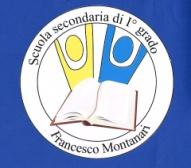 Scuola secondaria di I° grado
Francesco Montanari